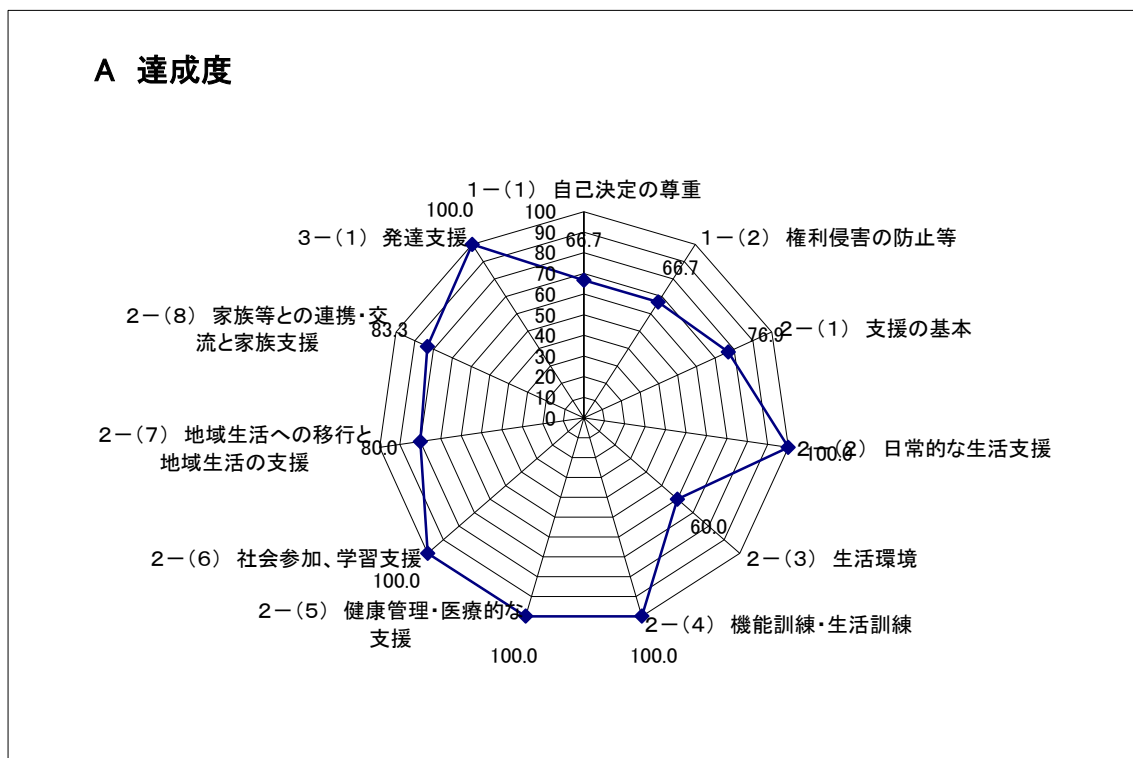 A 達成度
1－(1) 自己決定の尊重
100.0
100
90
80
70
60
50
40
30
20
10
0
66.7
1－(2) 権利侵害の防止等
66.7
2－(1) 支援の基本
76.9
2－(2) 日常的な生活支援
100.0
2－(3) 生活環境
60.0
2－(4) 機能訓練・生活訓練
100.0
2－(5) 健康管理・医療的な
支援
100.0
2－(6) 社会参加、学習支援
100.0
2－(7) 地域生活への移行と
地域生活の支援
80.0
2－(8) 家族等との連携・交
流と家族支援
83.3
3－(1) 発達支援